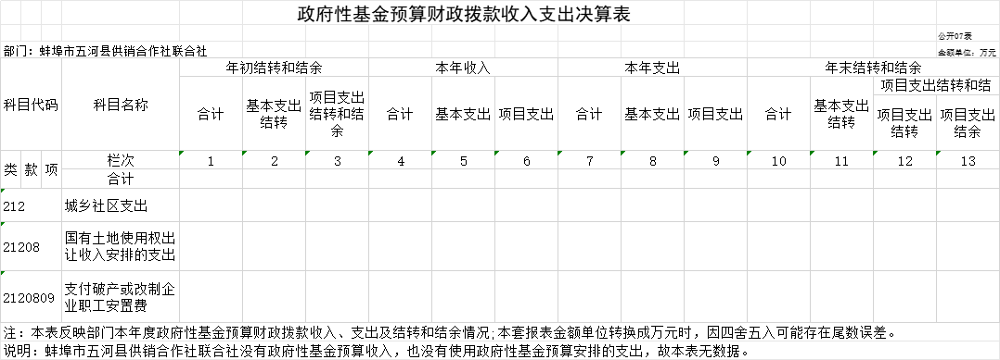 政府性基金预算财政拨款收入支出决算表
公开07表
部门：蚌埠市五河县供销合作社联合社
金额单位：万元
科目代码
科目名称
年初结转和结余
本年收入
本年支出
年末结转和结余
合计
基本支出
结转
项目支出
结转和结
余
合计
基本支出
项目支出
合计
基本支出
项目支出
合计
基本支出
结转
项目支出结转和结
项目支出
结转
项目支出
结余
类 款 项
栏次
1 2 3 4 5 6 7 8 9 10 11 12 13
合计
212 城乡社区支出
21208
国有土地使用权出
让收入安排的支出
2120809
支付破产或改制企
业职工安置费
注：本表反映部门本年度政府性基金预算财政拨款收入、支出及结转和结余情况;本套报表金额单位转换成万元时，因四舍五入可能存在尾数误差。
说明：蚌埠市五河县供销合作社联合社没有政府性基金预算收入，也没有使用政府性基金预算安排的支出，故本表无数据。